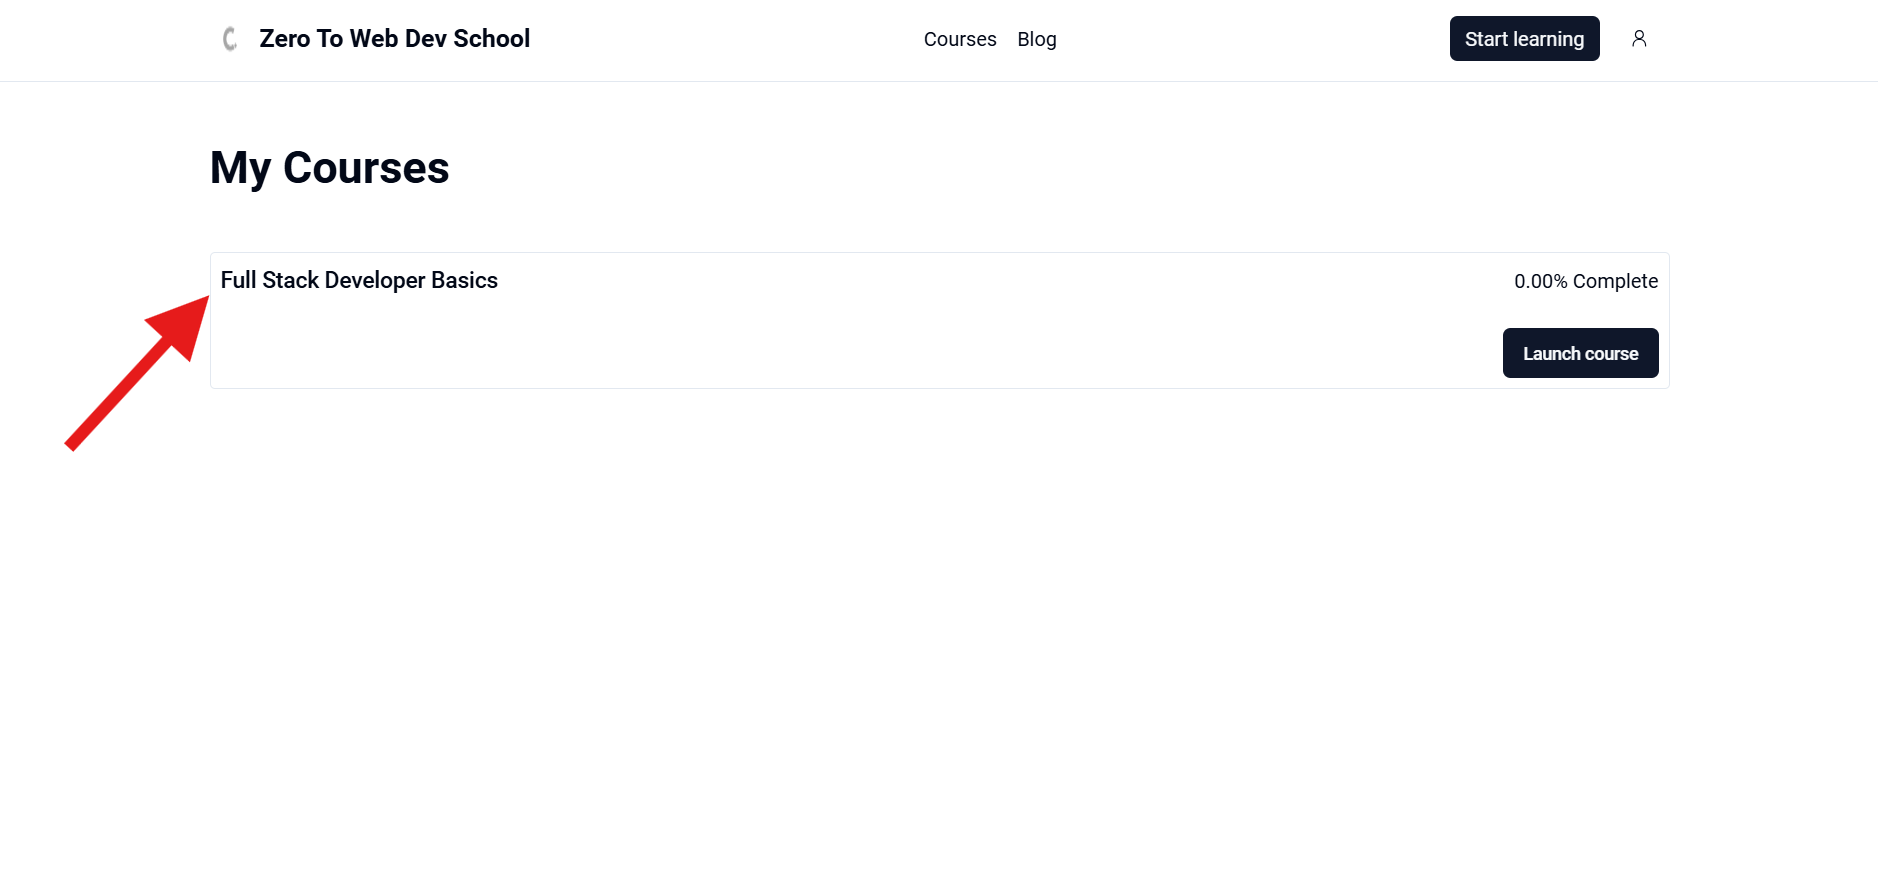 Zero To Web Dev School
Courses Blog
Start learning
My Courses
Full Stack Developer Basics
0.00% Complete
Launch course